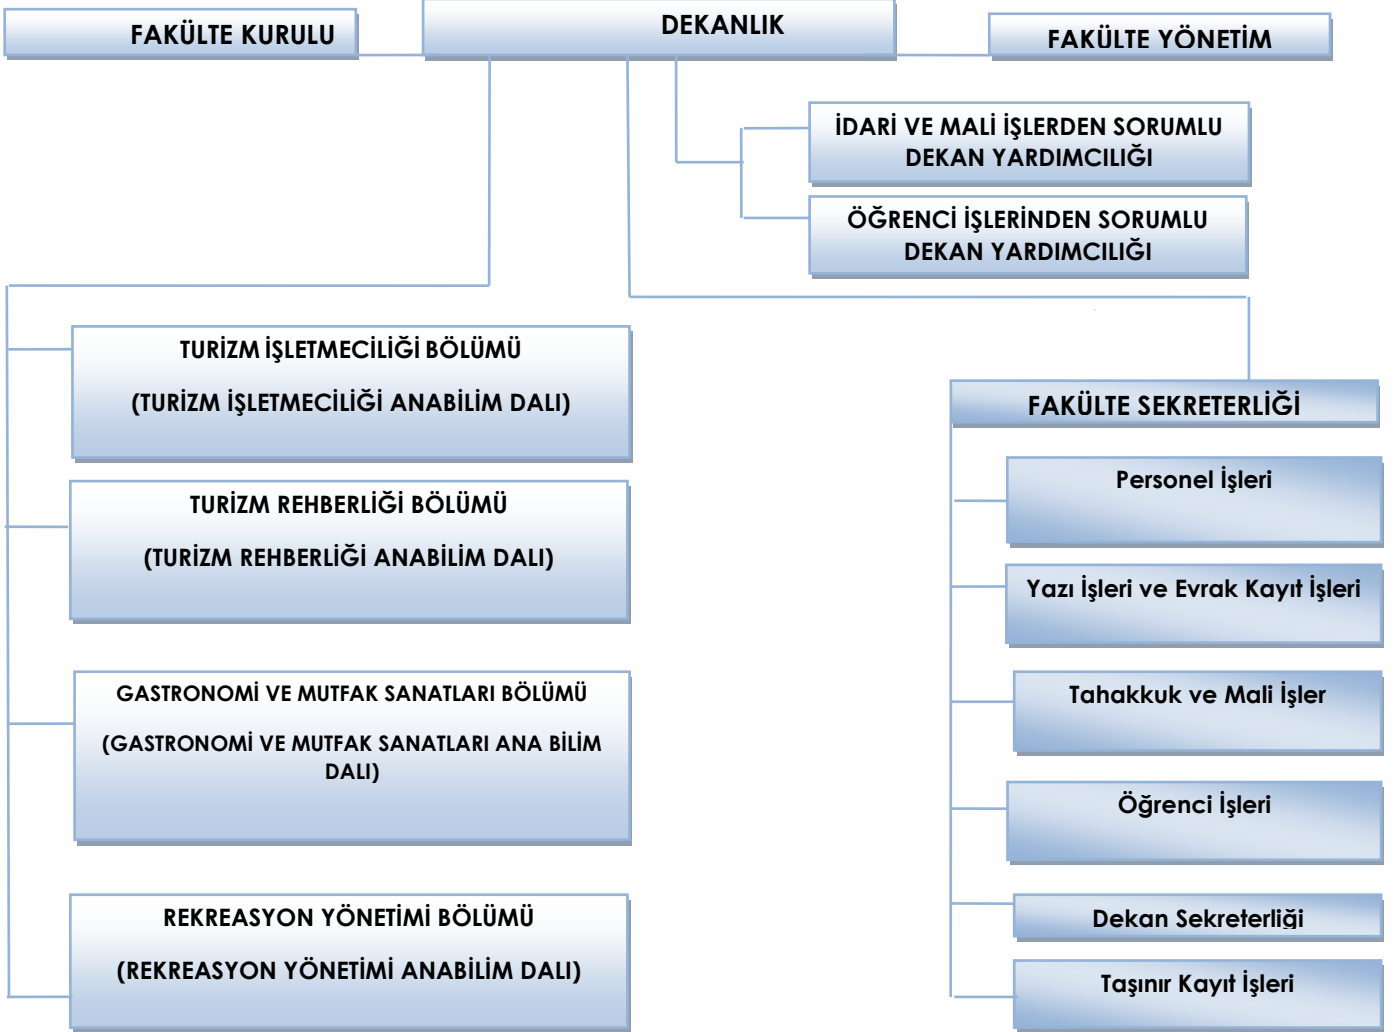 FAKÜLTE KURULU
DEKANLIK
FAKÜLTE YÖNETİM
İDARİ VE MALİ İŞLERDEN SORUMLU
DEKAN YARDIMCILIĞI
ÖĞRENCİ İŞLERİNDEN SORUMLU
DEKAN YARDIMCILIĞI
TURİZM İŞLETMECİLİĞİ BÖLÜMÜ
(TURİZM İŞLETMECİLİĞİ ANABİLİM DALI)
TURİZM REHBERLİĞİ BÖLÜMÜ
(TURİZM REHBERLİĞİ ANABİLİM DALI)
GASTRONOMİ VE MUTFAK SANATLARI BÖLÜMÜ
(GASTRONOMİ VE MUTFAK SANATLARI ANA BİLİM
DALI)
REKREASYON YÖNETİMİ BÖLÜMÜ
(REKREASYON YÖNETİMİ ANABİLİM DALI)
FAKÜLTE SEKRETERLİĞİ
Personel İşleri
Yazı İşleri ve Evrak Kayıt İşleri
Tahakkuk ve Mali İşler
Öğrenci İşleri
Dekan Sekreterliği
Taşınır Kayıt İşleri